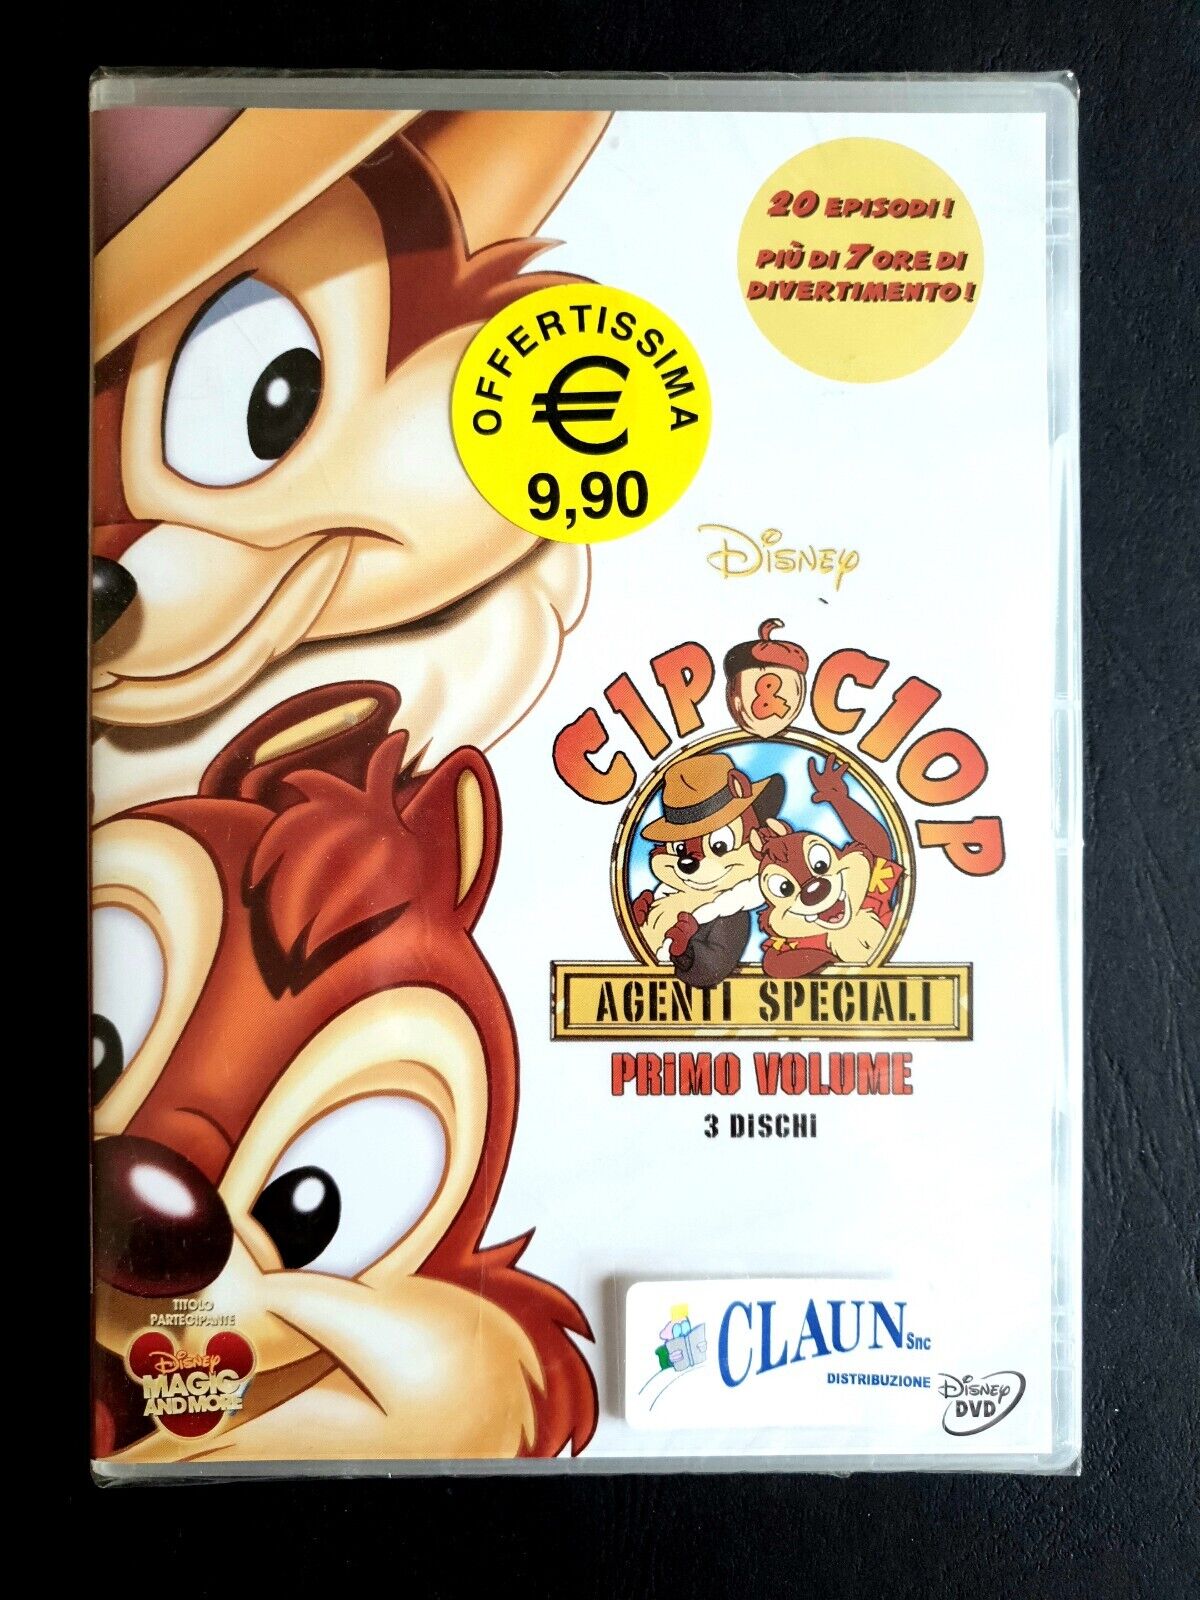 20 EPISODI!
PIÙ DI 7 ORE DI
DIVERTIMENTO!
OFFERTISSIMA
€
9,90
Disney
CIP & CIOP
AGENTI SPECIALI
PRiMO VOLUME
3 DiSCHi
TITOLO
PARTECIPANTE
Disney
MAGIC
AND MORE
CLAUN Snc
DISTRIBUZIONE
Disney
DVD